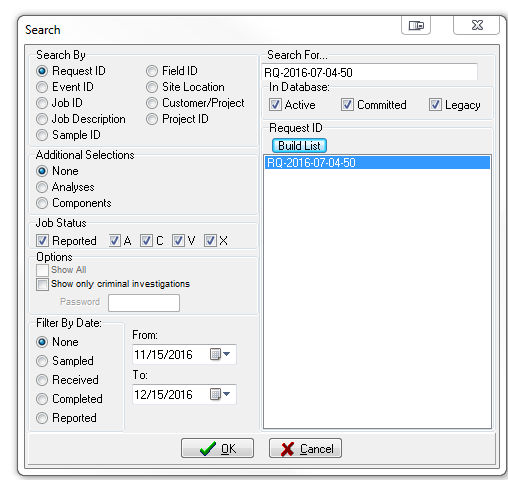 Search
Search By
Request ID
Field ID
Event ID
Site Location
Job ID
Customer/Project
Job Description
Project ID
Sample ID
Additional Selections
None
Analyses
Components
Job Status
Reported A C V X
Options
Show All
Show only criminal investigations
Password
Filter By Date:
None
Sampled
Received
Completed
Reported
From:
11/15/2016
To:
12/15/2016
Search For...
RQ-2016-07-04-50
In Database:
Active Committed Legacy
Request ID
Build List
RQ-2016-07-04-50
OK
Cancel